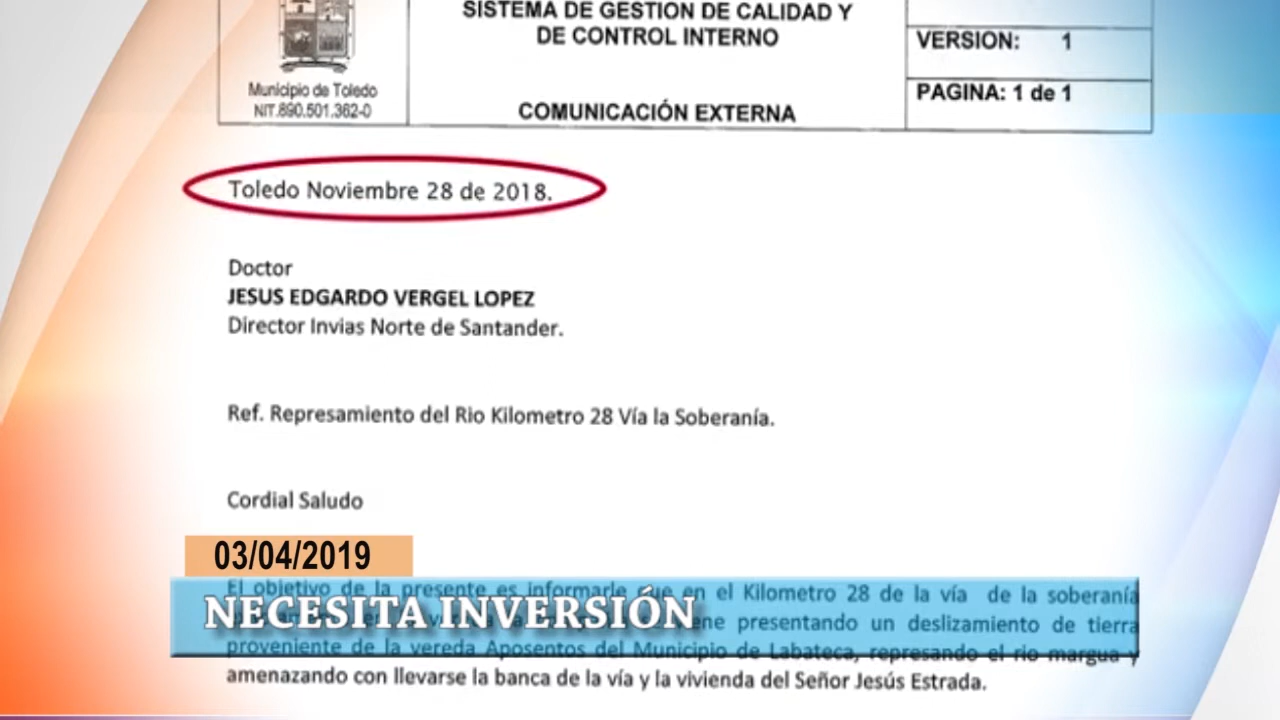 SISTEMA DE GESTION DE CALIDAD Y
DE CONTROL INTERNO
COMUNICACIÓN EXTERNA
VERSION: 1
PAGINA: 1 de 1
Municipio de Toledo
NIT.890.501.362-0
Toledo Noviembre 28 de 2018.
Doctor
JESUS EDGARDO VERGEL LOPEZ
Director Invias Norte de Santander.
Ref. Represamiento del Rio Kilometro 28 Vía la Soberanía.
Cordial Saludo
03/04/2019
El objetivo de la presente es informarle que en el Kilometro 28 de la vía de la soberanía
NECESITA INVERSIÓN
presentando un deslizamiento de tierra
proveniente de la vereda Aposentos del Municipio de Labateca, represando el rio margua y
amenazando con llevarse la banca de la vía y la vivienda del Señor Jesús Estrada.